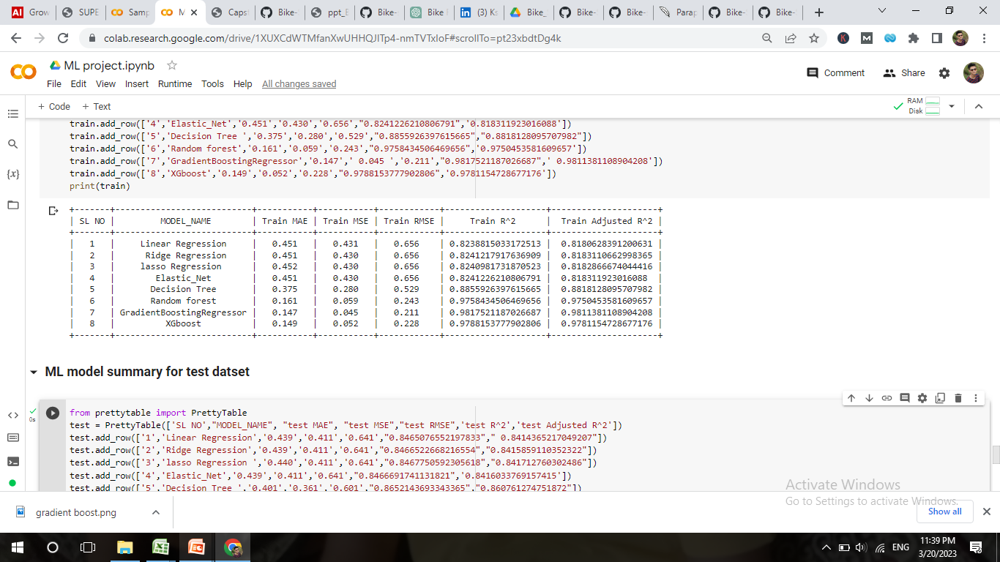 Grow
SUPE
Samp
M
Caps
Bike-
ppt_E
Bike-
Bike
(3) Ks
Bike_
Bike-
Bike-
Parap
Bike-
Bike-
colab.research.google.com/drive/1XUXCdWTMfanXwUHHQJITp4-nmTVTxIoF#scrollTo=pt23xbdtDg4k
ML project.ipynb
File Edit View Insert Runtime Tools Help All changes saved
Comment
Share
+ Code + Text
RAM
Disk
train.add_row(['4','Elastic_Net','0.451','0.430','0.656',"0.8241226210806791",'0.818311923016088'])
train.add_row(['5','Decision Tree ','0.375','0.280','0.529',"0.8855926397615665","0.8818128095707982"])
train.add_row(['6','Random forest','0.161','0.059','0.243',"0.9758434506469656",'0.9750453581609657'])
train.add_row(['7','GradientBoostingRegressor','0.147',' 0.045 ','0.211',"0.9817521187026687",' 0.9811381108904208'])
train.add_row(['8','XGboost','0.149','0.052','0.228',"0.9788153777902806",'0.9781154728677176'])
print(train)
| SL NO | MODEL_NAME | Train MAE | Train MSE | Train RMSE | Train R^2 | Train Adjusted R^2 |
| 1 | Linear Regression | 0.451 | 0.431 | 0.656 | 0.8238815033172513 | 0.8180628391200631 |
| 2 | Ridge Regression | 0.451 | 0.430 | 0.656 | 0.8241217917636909 | 0.8183110662998365 |
| 3 | lasso Regression | 0.452 | 0.430 | 0.656 | 0.8240981731870523 | 0.8182866674044416 |
| 4 | Elastic_Net | 0.451 | 0.430 | 0.656 | 0.8241226210806791 | 0.818311923016088 |
| 5 | Decision Tree | 0.375 | 0.280 | 0.529 | 0.8855926397615665 | 0.8818128095707982 |
| 6 | Random forest | 0.161 | 0.059 | 0.243 | 0.9758434506469656 | 0.9750453581609657 |
| 7 | GradientBoostingRegressor | 0.147 | 0.045 | 0.211 | 0.9817521187026687 | 0.9811381108904208 |
| 8 | XGboost | 0.149 | 0.052 | 0.228 | 0.9788153777902806 | 0.9781154728677176 |
ML model summary for test datset
0s
from prettytable import PrettyTable
test = PrettyTable(['SL NO',"MODEL_NAME", "test MAE", "test MSE","test RMSE",'test R^2','test Adjusted R^2'])
test.add_row(['1','Linear Regression','0.439','0.411','0.641',"0.8465076552197833"," 0.8414365217049207"])
test.add_row(['2','Ridge Regression','0.439','0.411','0.641',"0.8466522668216554","0.8415859110352322"])
test.add_row(['3','lasso Regression ','0.440','0.411','0.641',"0.8467750592305618","0.841712760302486"])
test.add_row(['4','Elastic_Net','0.439','0.411','0.641',"0.8466691741131821",'0.8416033769157415'])
test.add_row(['5','Decision Tree ','0.401','0.361','0.601',"0.8652143693343365","0.860761274751872"])
Activate Windows
Go to Settings to activate Windows.
gradient boost.png
Show all
ENG
11:39 PM
3/20/2023